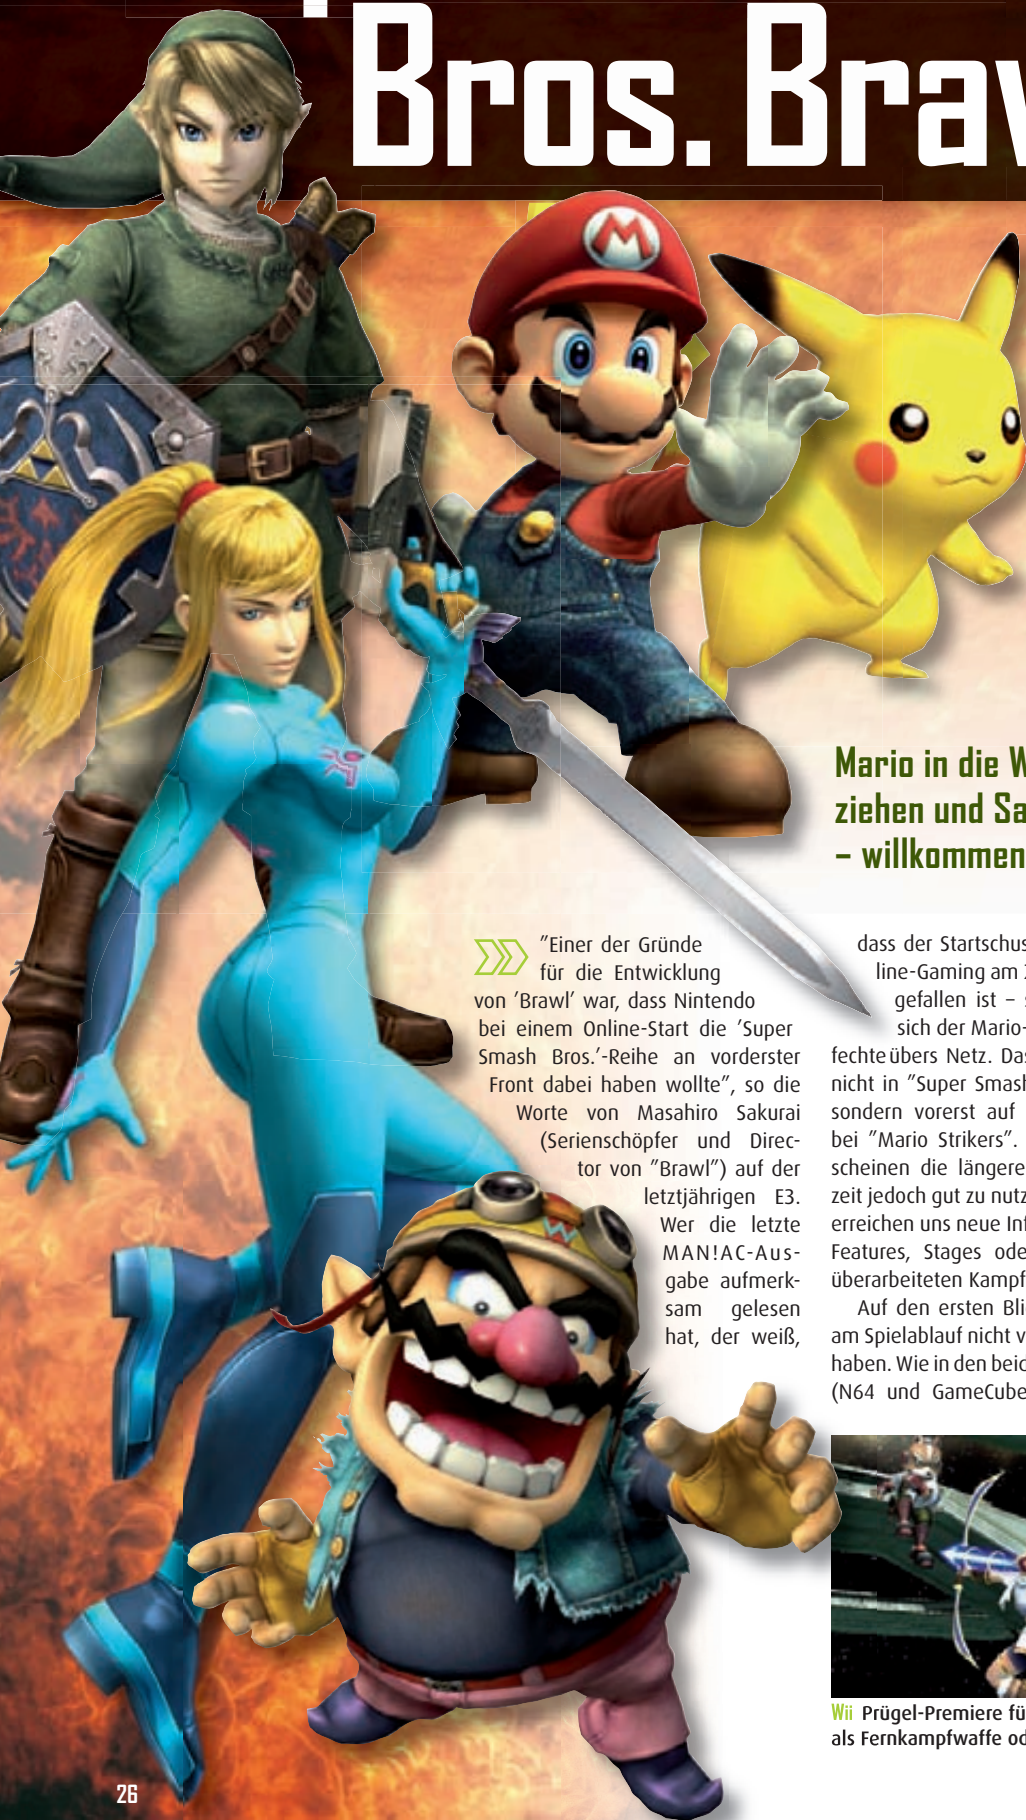 Bros. Braw
M
Mario in die W
ziehen und Sa
– willkommen
"Einer der Gründe
für die Entwicklung
von 'Brawl' war, dass Nintendo
bei einem Online-Start die 'Super
Smash Bros.'-Reihe an vorderster
Front dabei haben wollte", so die
Worte von Masahiro Sakurai
(Serienschöpfer und Direc-
tor von "Brawl") auf der
letztjährigen E3.
Wer die letzte
MAN!AC-Aus-
gabe aufmerk-
sam gelesen
hat, der weiß,
dass der Startschus
line-Gaming am
gefallen ist –
sich der Mario-
fechte übers Netz. Das
nicht in "Super Smash
sondern vorerst auf
bei "Mario Strikers".
scheinen die längere
zeit jedoch gut zu nutz
erreichen uns neue Inf
Features, Stages ode
überarbeiteten Kampf
Auf den ersten Blic
am Spielablauf nicht v
haben. Wie in den beid
(N64 und GameCube
Wii Prügel-Premiere fü
als Fernkampfwaffe od
26